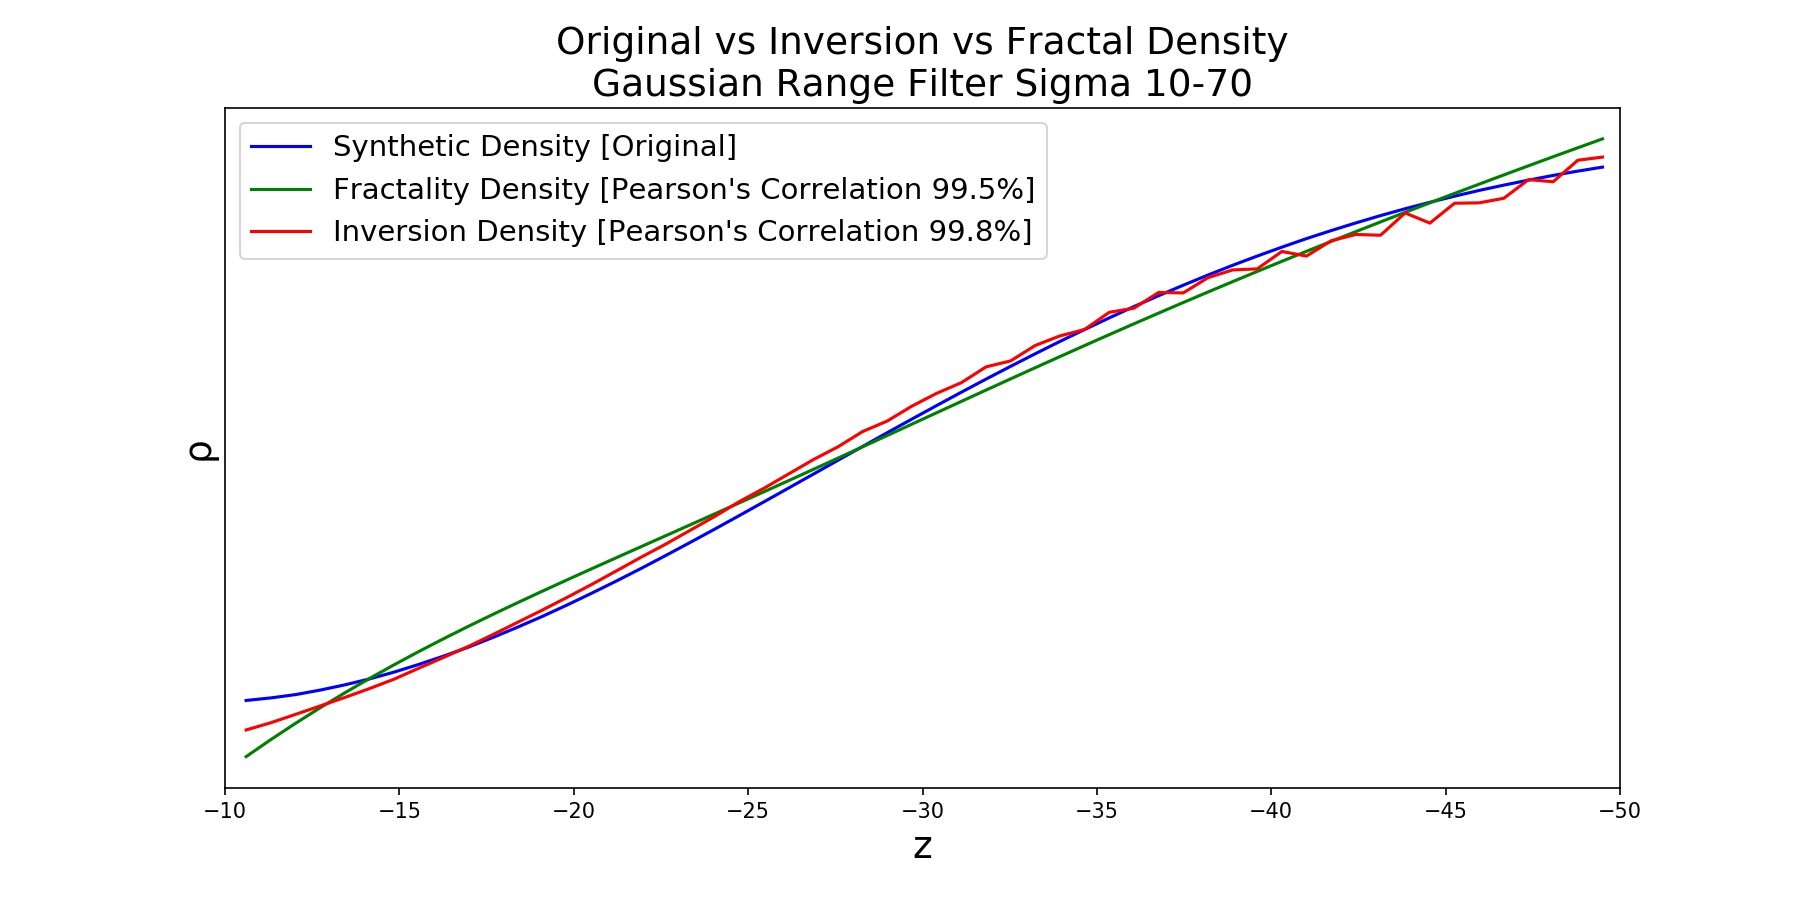 Original vs Inversion vs Fractal Density
Gaussian Range Filter Sigma 10-70
Synthetic Density [Original]
Fractality Density [Pearson's Correlation 99.5%]
Inversion Density [Pearson's Correlation 99.8%]
ρ
−10 −15 −20 −25 −30 −35 −40 −45 −50
z